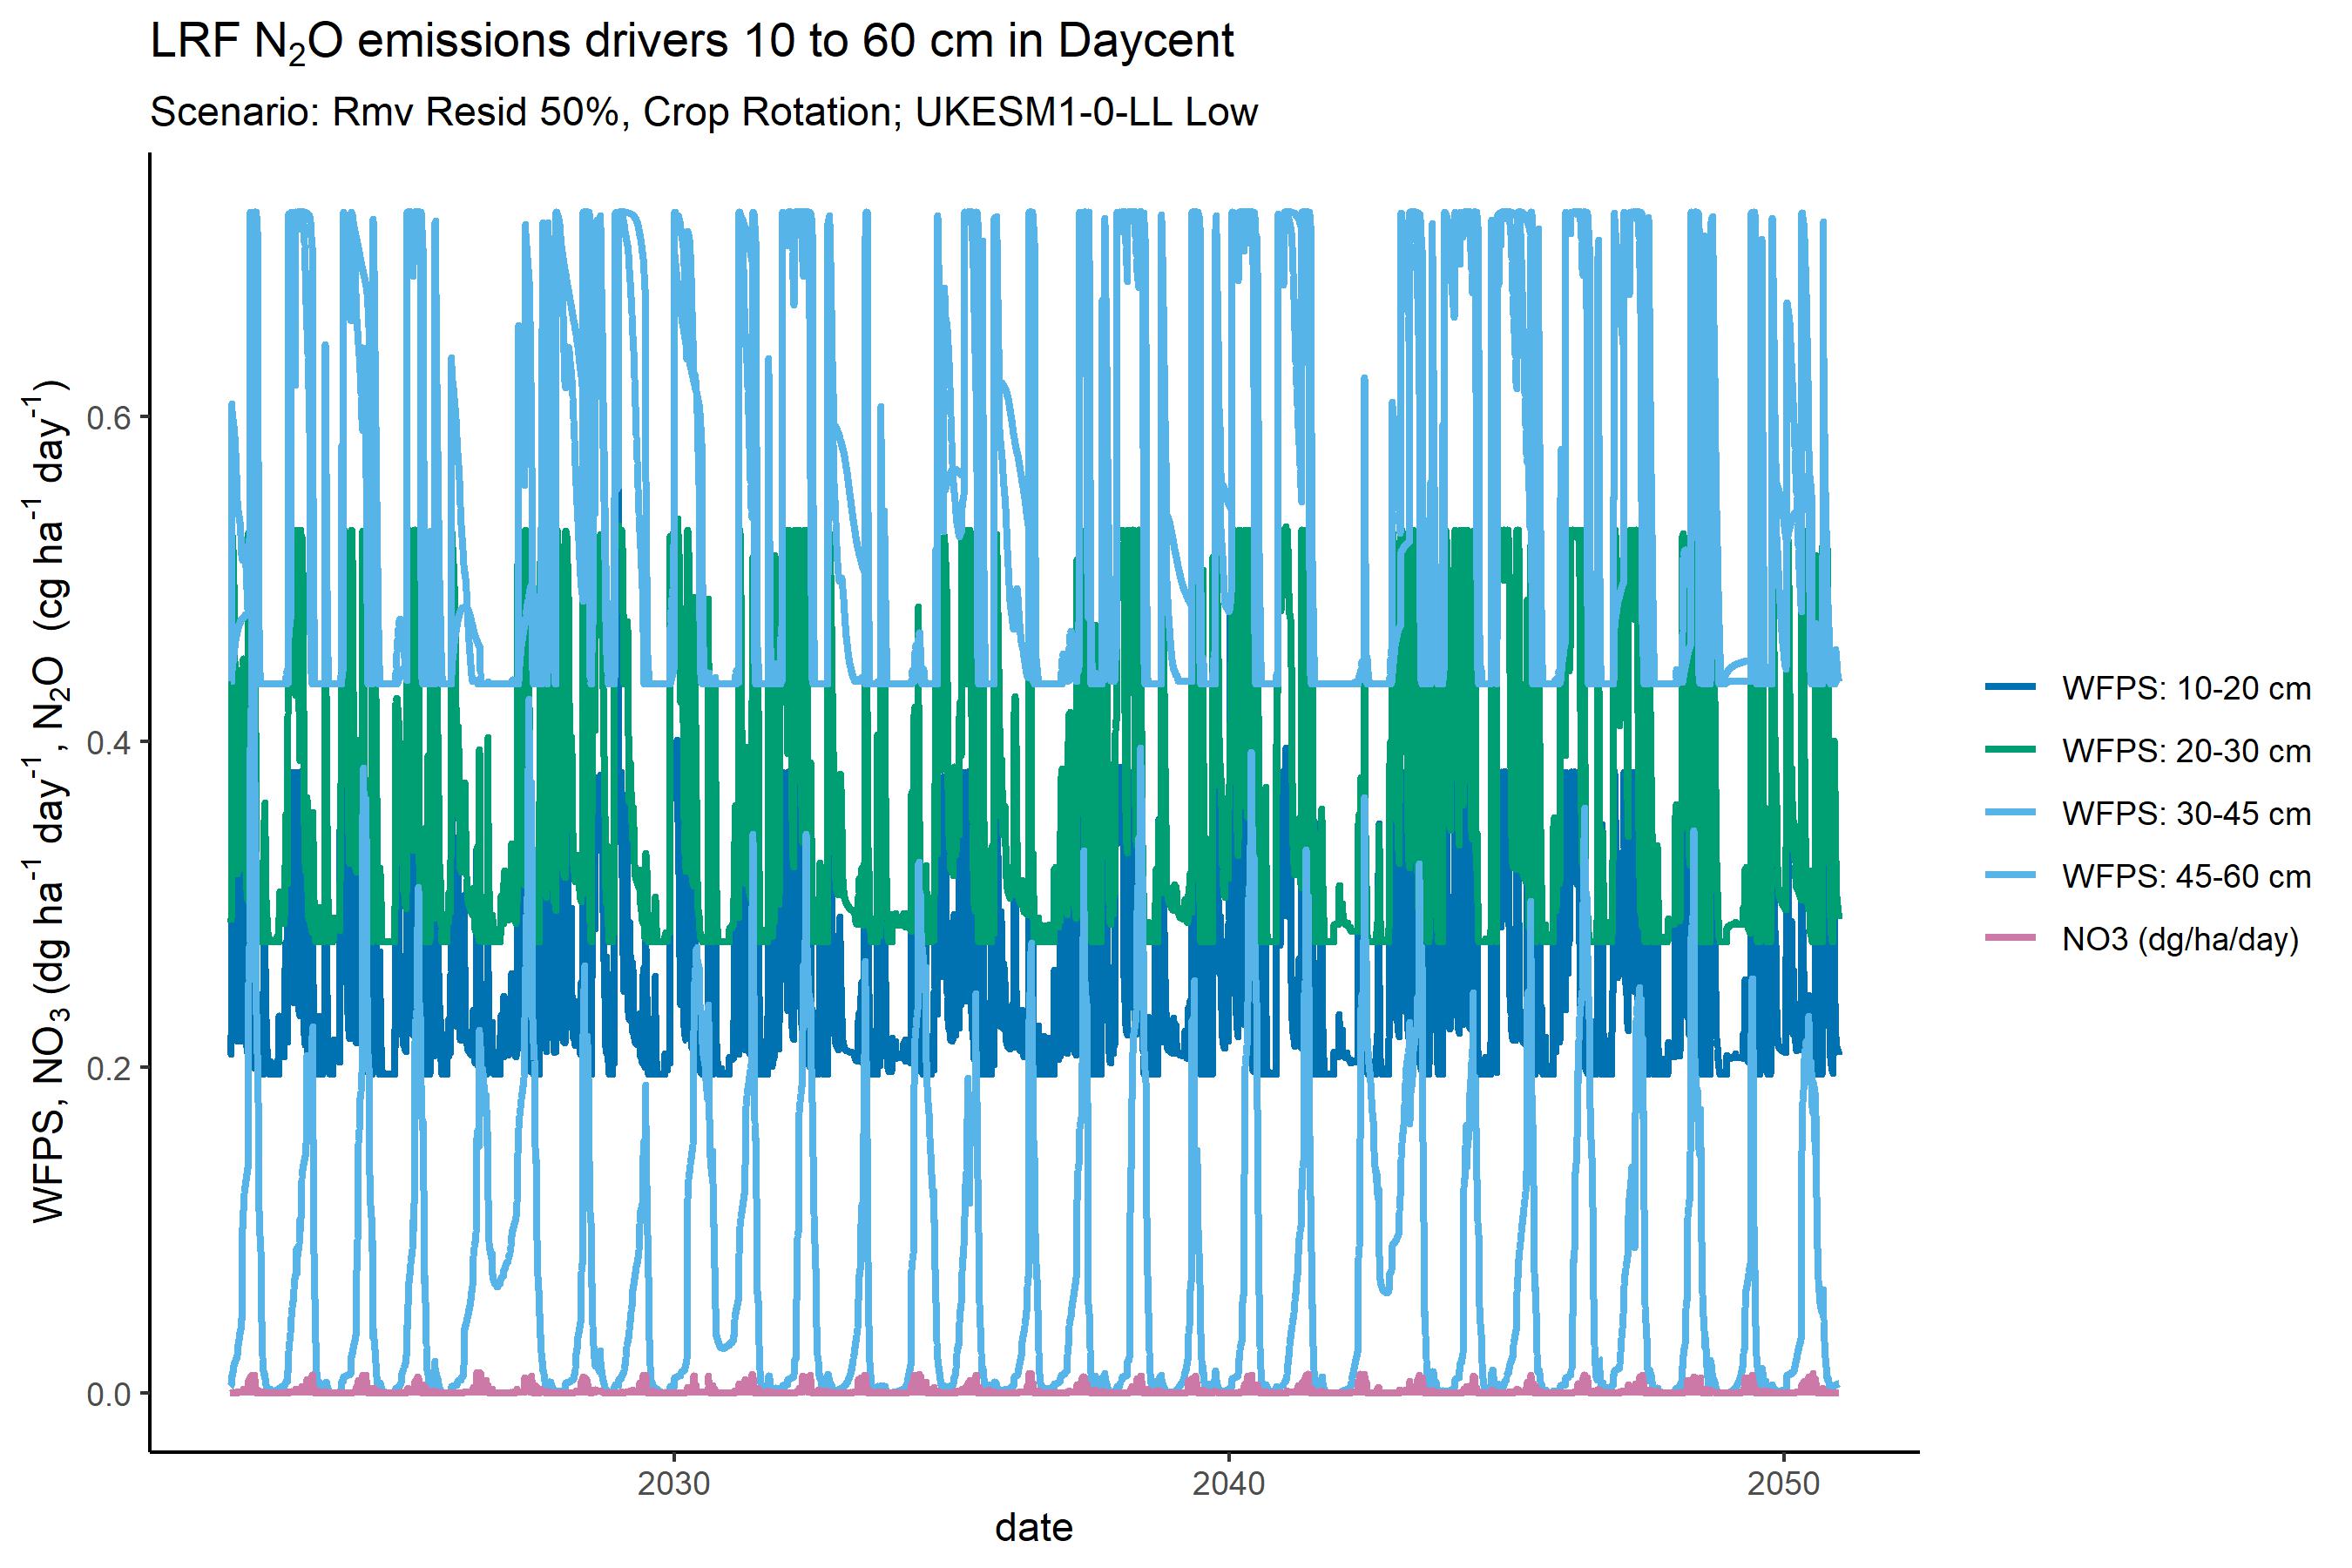 LRF N₂O emissions drivers 10 to 60 cm in Daycent
Scenario: Rmv Resid 50%, Crop Rotation; UKESM1-0-LL Low
WFPS, NO₃ (dg ha⁻¹ day⁻¹, N₂O (cg ha⁻¹ day⁻¹)
0.6
0.4
0.2
0.0
2030
2040
2050
date
WFPS: 10-20 cm
WFPS: 20-30 cm
WFPS: 30-45 cm
WFPS: 45-60 cm
NO3 (dg/ha/day)